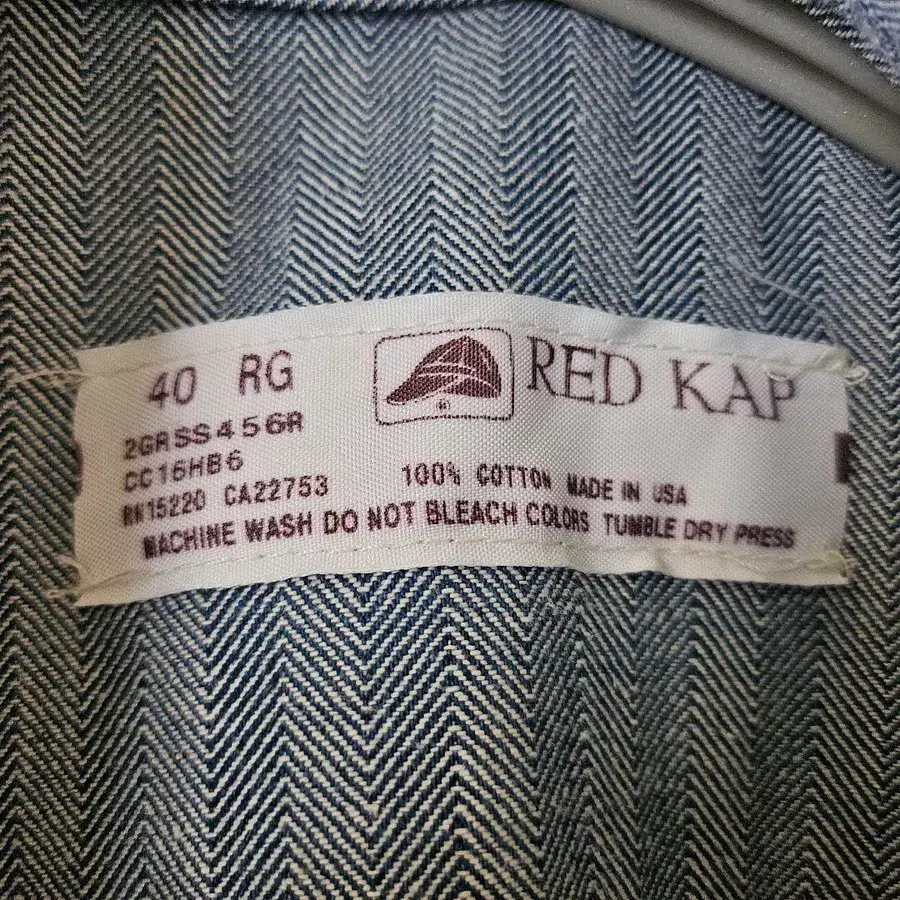 40 RG
RED KAP
2GRSS456R
CC16HB6
RN15220 CA22753
100% COTTON MADE IN USA
MACHINE WASH DO NOT BLEACH COLORS TUMBLE DRY PRESS